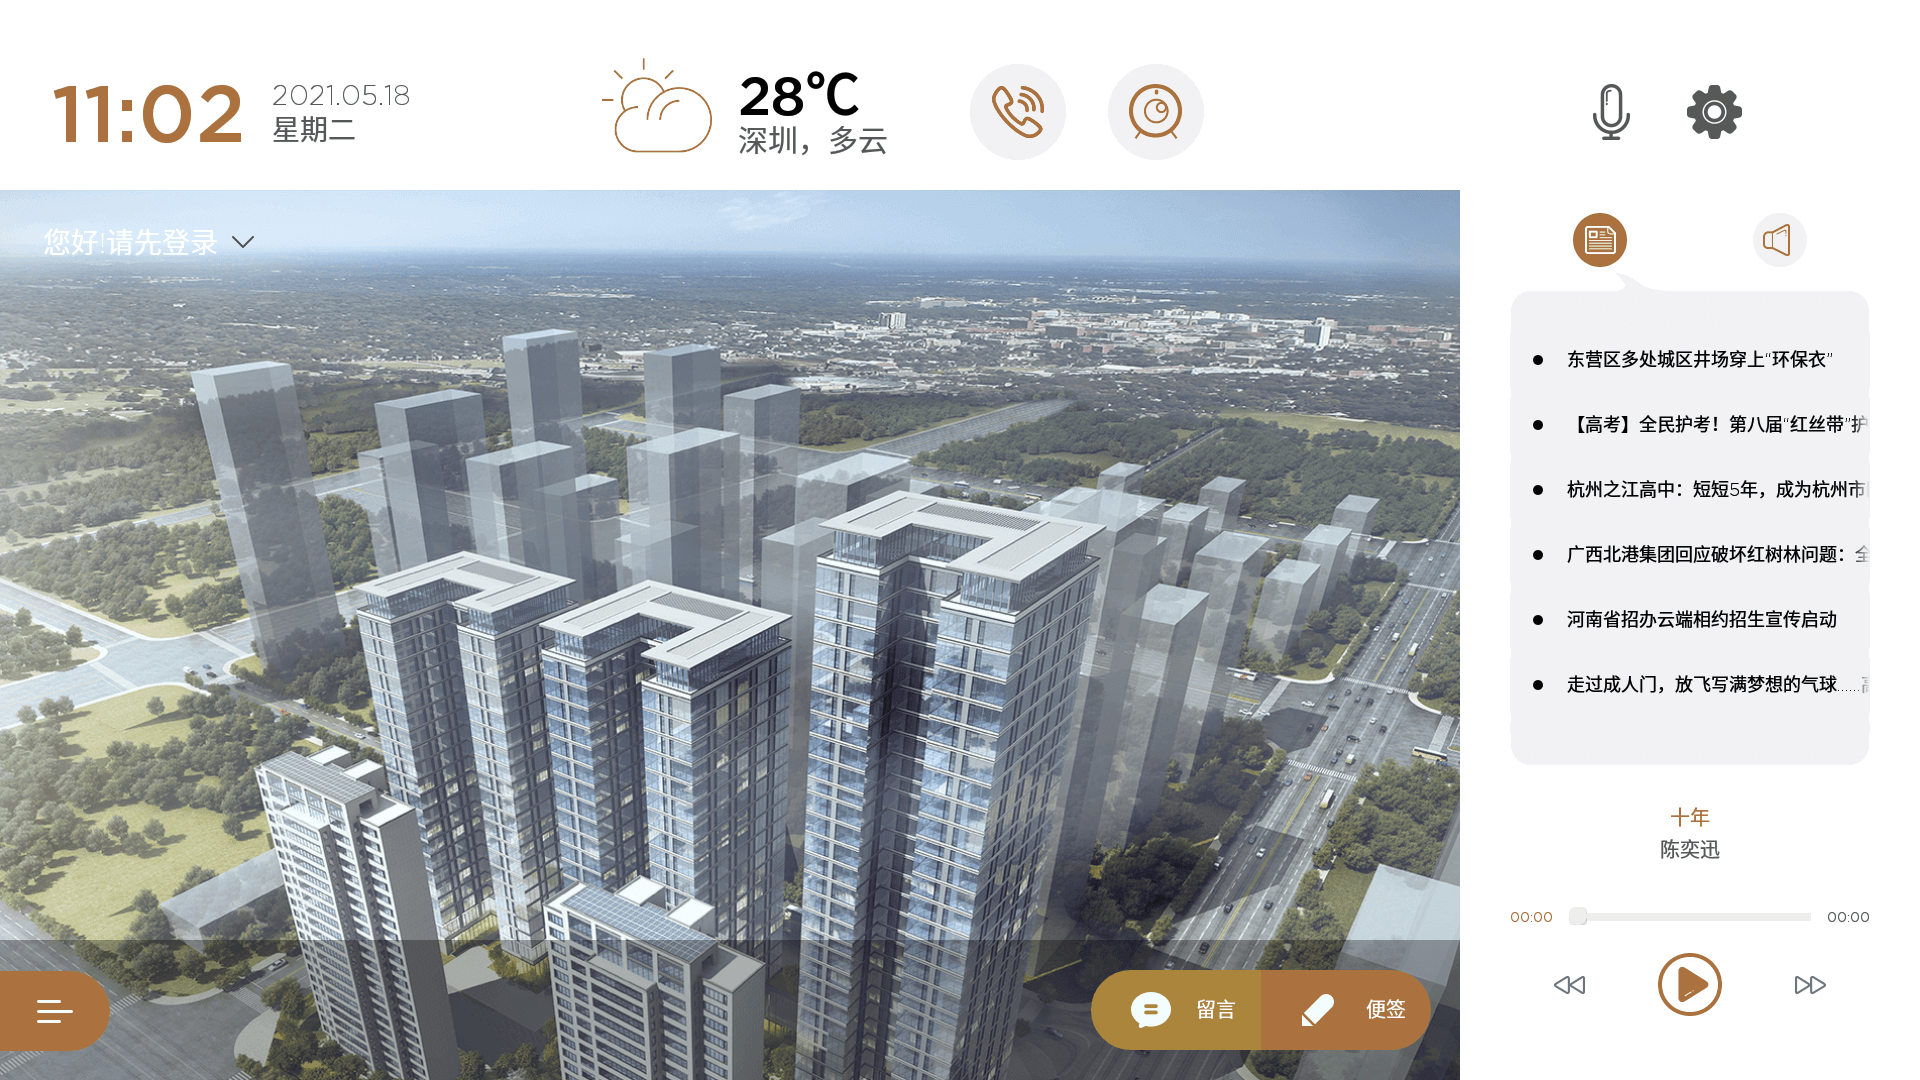 11:02
2021.05.18
星期二
28℃
深圳，多云
您好!请先登录
东营区多处城区井场穿上“环保衣”
【高考】全民护考！第八届“红丝带”护
杭州之江高中：短短5年，成为杭州市
广西北港集团回应破坏红树林问题：全
河南省招办云端相约招生宣传启动
走过成人门，放飞写满梦想的气球……高
十年
陈奕迅
00:00
00:00
留言
便签